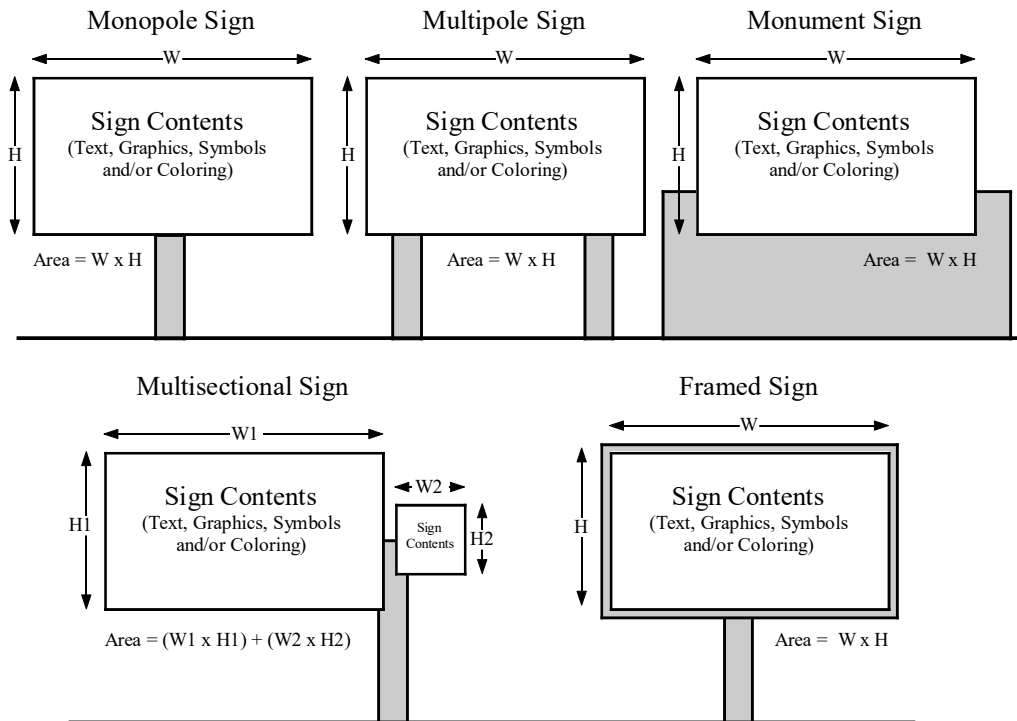 Monopole Sign
Multipole Sign
Monument Sign
W
W
W
H
Sign Contents
(Text, Graphics, Symbols
and/or Coloring)
H
Sign Contents
(Text, Graphics, Symbols
and/or Coloring)
H
Sign Contents
(Text, Graphics, Symbols
and/or Coloring)
Area = W x H
Area = W x H
Area = W x H
Multisectional Sign
Framed Sign
W1
W
H1
Sign Contents
(Text, Graphics, Symbols
and/or Coloring)
W2
Sign
Contents
H2
H
Sign Contents
(Text, Graphics, Symbols
and/or Coloring)
Area = (W1 x H1) + (W2 x H2)
Area = W x H